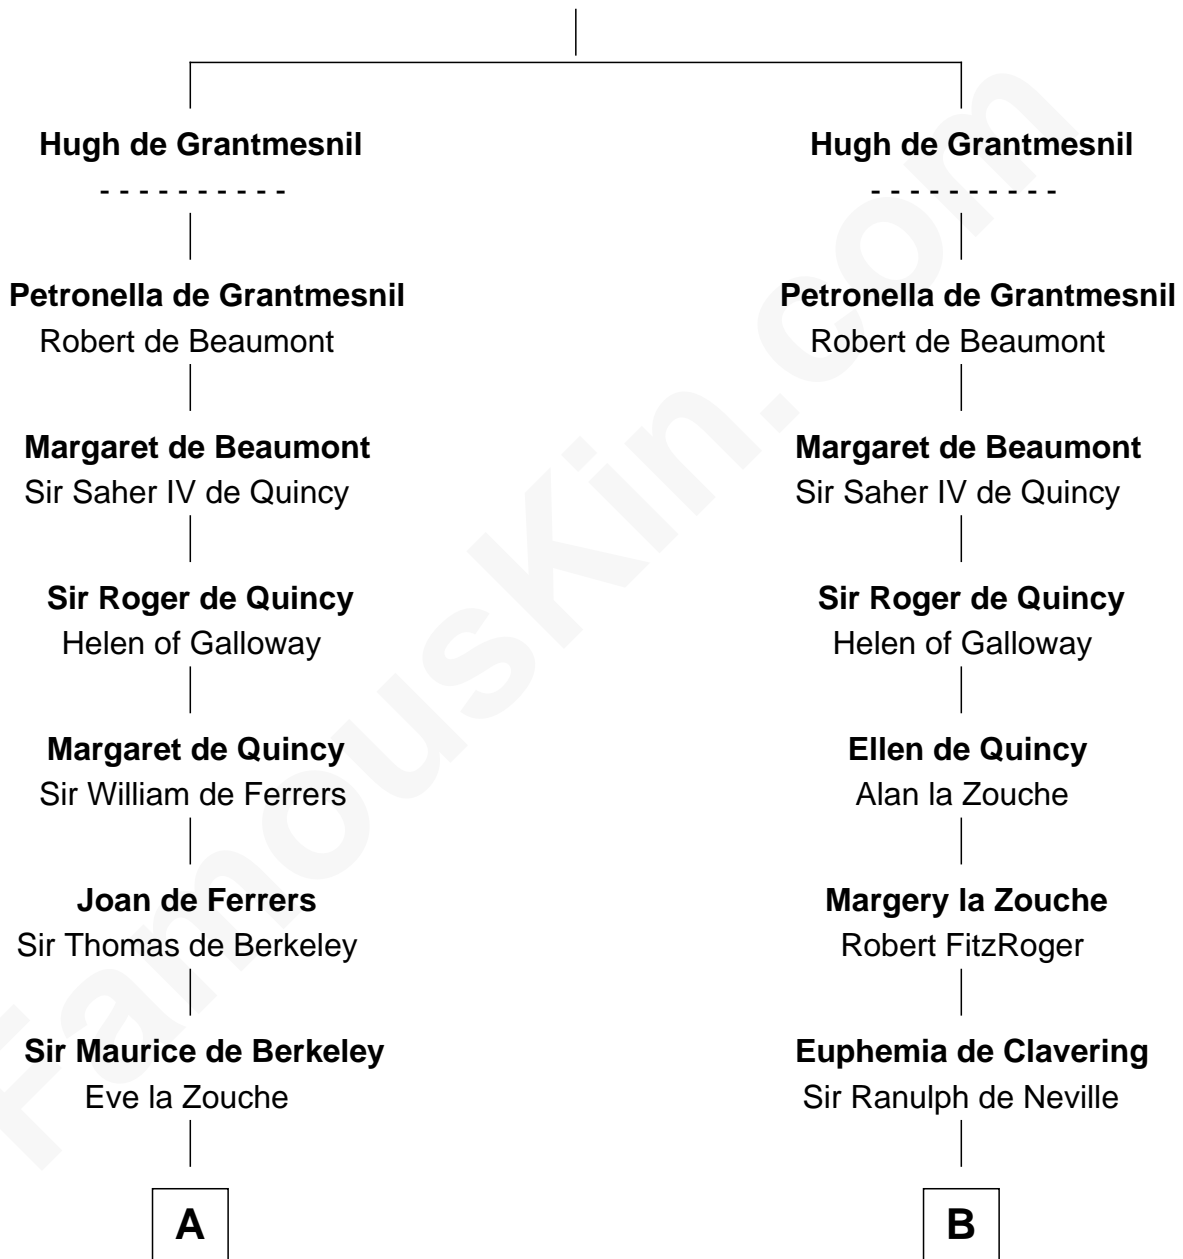 Hugh de Grantmesnil
- - - - - - - - - -
Petronella de Grantmesnil
Robert de Beaumont
Margaret de Beaumont
Sir Saher IV de Quincy
Sir Roger de Quincy
Helen of Galloway
Margaret de Quincy
Sir William de Ferrers
Joan de Ferrers
Sir Thomas de Berkeley
Sir Maurice de Berkeley
Eve la Zouche
A
Hugh de Grantmesnil
- - - - - - - - - -
Petronella de Grantmesnil
Robert de Beaumont
Margaret de Beaumont
Sir Saher IV de Quincy
Sir Roger de Quincy
Helen of Galloway
Ellen de Quincy
Alan la Zouche
Margery la Zouche
Robert FitzRoger
Euphemia de Clavering
Sir Ranulph de Neville
B
FamousKin.com